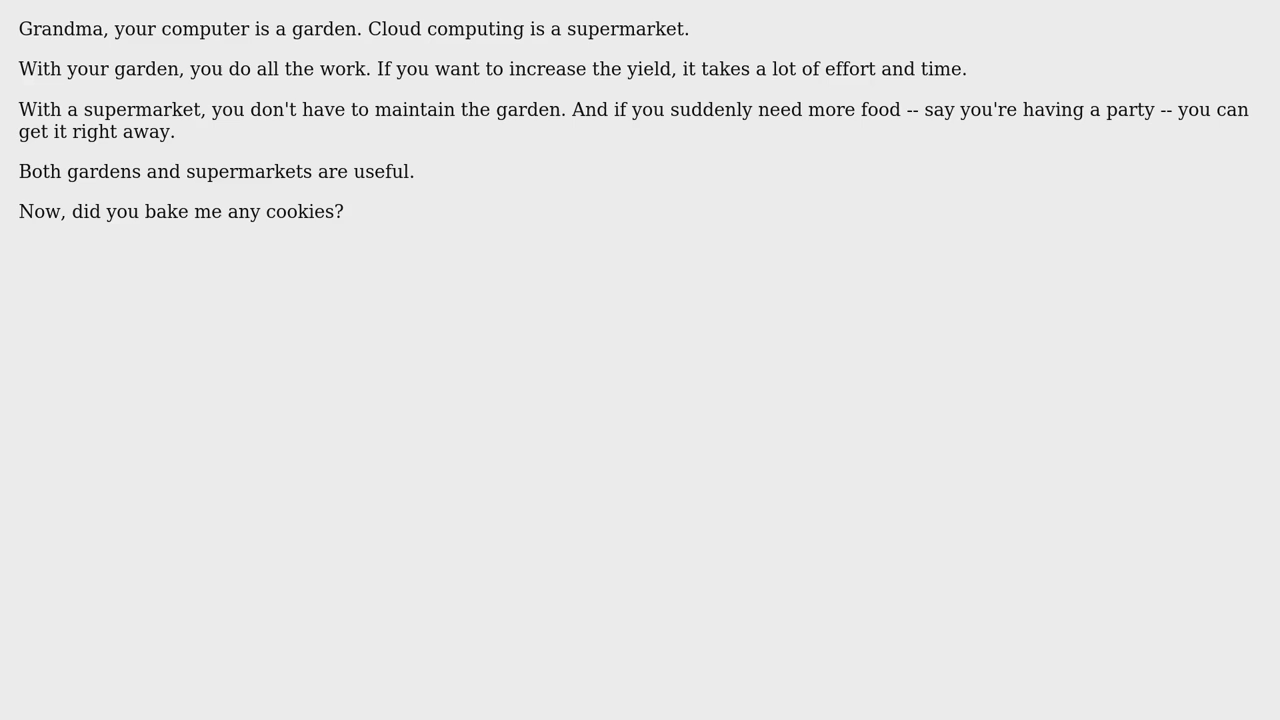 Grandma, your computer is a garden. Cloud computing is a supermarket.
With your garden, you do all the work. If you want to increase the yield, it takes a lot of effort and time.
With a supermarket, you don't have to maintain the garden. And if you suddenly need more food -- say you're having a party -- you can
get it right away.
Both gardens and supermarkets are useful.
Now, did you bake me any cookies?